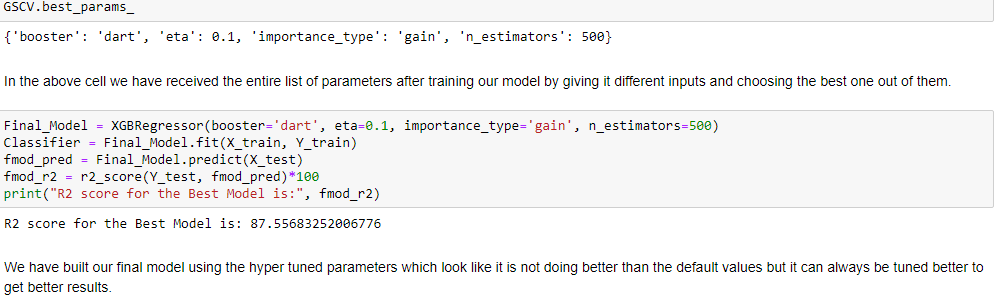 GSCV.best_params_
{'booster': 'dart', 'eta': 0.1, 'importance_type': 'gain', 'n_estimators': 500}
In the above cell we have received the entire list of parameters after training our model by giving it different inputs and choosing the best one out of them.
Final_Model = XGBRegressor(booster='dart', eta=0.1, importance_type='gain', n_estimators=500)
Classifier = Final_Model.fit(X_train, Y_train)
fmod_pred = Final_Model.predict(X_test)
fmod_r2 = r2_score(Y_test, fmod_pred)*100
print("R2 score for the Best Model is:", fmod_r2)
R2 score for the Best Model is: 87.55683252006776
We have built our final model using the hyper tuned parameters which look like it is not doing better than the default values but it can always be tuned better to
get better results.